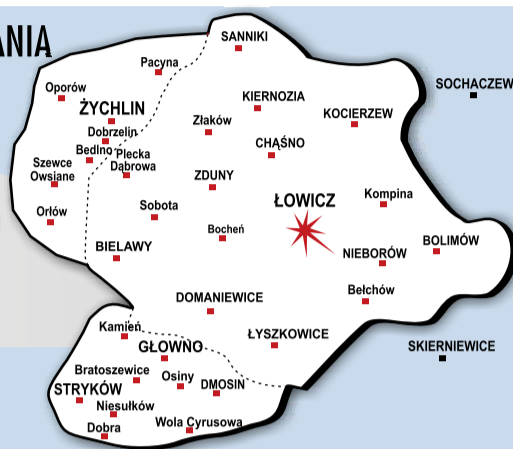 ANIĄ
SANNIKI
Pacyna
SOCHACZEW
Oporów
KIERNOZIA
ŻYCHLIN
KOCIERZEW
Złaków
Dobrzelin
CHĄŚNO
Bedlno
Plecka
Dąbrowa
Szewce
Owsiane
ZDUNY
ŁOWICZ
Kompina
Orłów
Sobota
Bocheń
BIELAWY
NIEBORÓW
BOLIMÓW
Bełchów
DOMANIEWICE
Kamień
ŁYSZKOWICE
GŁOWNO
SKIERNIEWICE
Bratoszewice
Osiny
DMOSIN
STRYKÓW
Niesułków
Dobra
Wola Cyrusowa